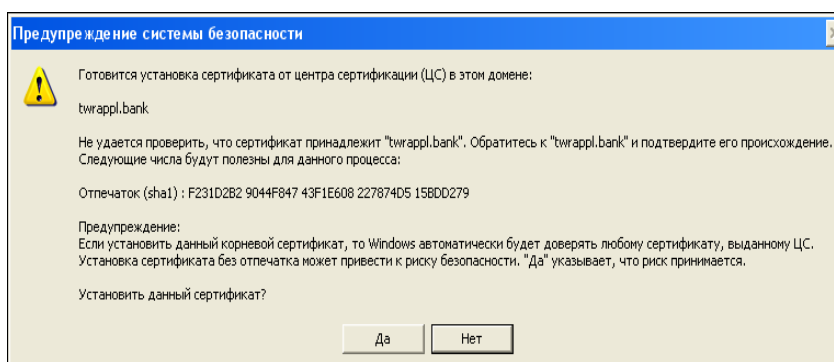 Предупреждение системы безопасности
Готовится установка сертификата от центра сертификации (ЦС) в этом домене:
twrappl.bank
Не удается проверить, что сертификат принадлежит "twrappl.bank". Обратитесь к "twrappl.bank" и подтвердите его происхождение.
Следующие числа будут полезны для данного процесса:
Отпечаток (sha1) : F231D2B2 9044F847 43F1E608 227874D5 15BDD279
Предупреждение:
Если установить данный корневой сертификат, то Windows автоматически будет доверять любому сертификату, выданному ЦС.
Установка сертификата без отпечатка может привести к риску безопасности. "Да" указывает, что риск принимается.
Установить данный сертификат?
Да
Нет